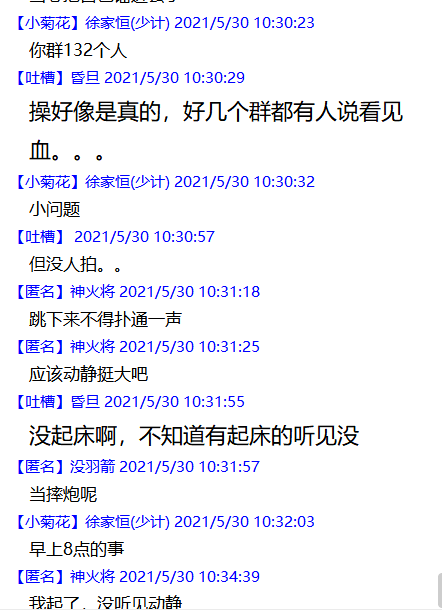 【小菊花】徐家恒(少计) 2021/5/30 10:30:23
你群132个人
【吐槽】昏旦 2021/5/30 10:30:29
操好像是真的，好几个群都有人说看见
血。。。
【小菊花】徐家恒(少计) 2021/5/30 10:30:32
小问题
【吐槽】 2021/5/30 10:30:57
但没人拍。。
【匿名】神火将 2021/5/30 10:31:18
跳下来不得扑通一声
【匿名】神火将 2021/5/30 10:31:25
应该动静挺大吧
【吐槽】昏旦 2021/5/30 10:31:55
没起床啊，不知道有起床的听见没
【匿名】没羽箭 2021/5/30 10:31:57
当摔炮呢
【小菊花】徐家恒(少计) 2021/5/30 10:32:03
早上8点的事
【匿名】神火将 2021/5/30 10:34:39
我起了，没听见动静